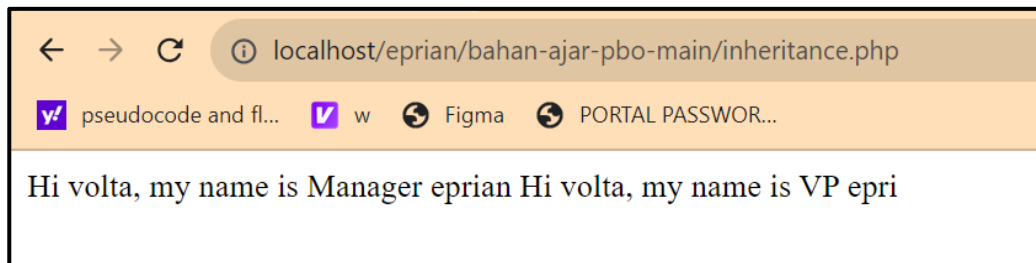 localhost/eprian/bahan-ajar-pbo-main/inheritance.php
y! pseudocode and fl... V w Figma PORTAL PASSWOR...
Hi volta, my name is Manager eprian Hi volta, my name is VP epri